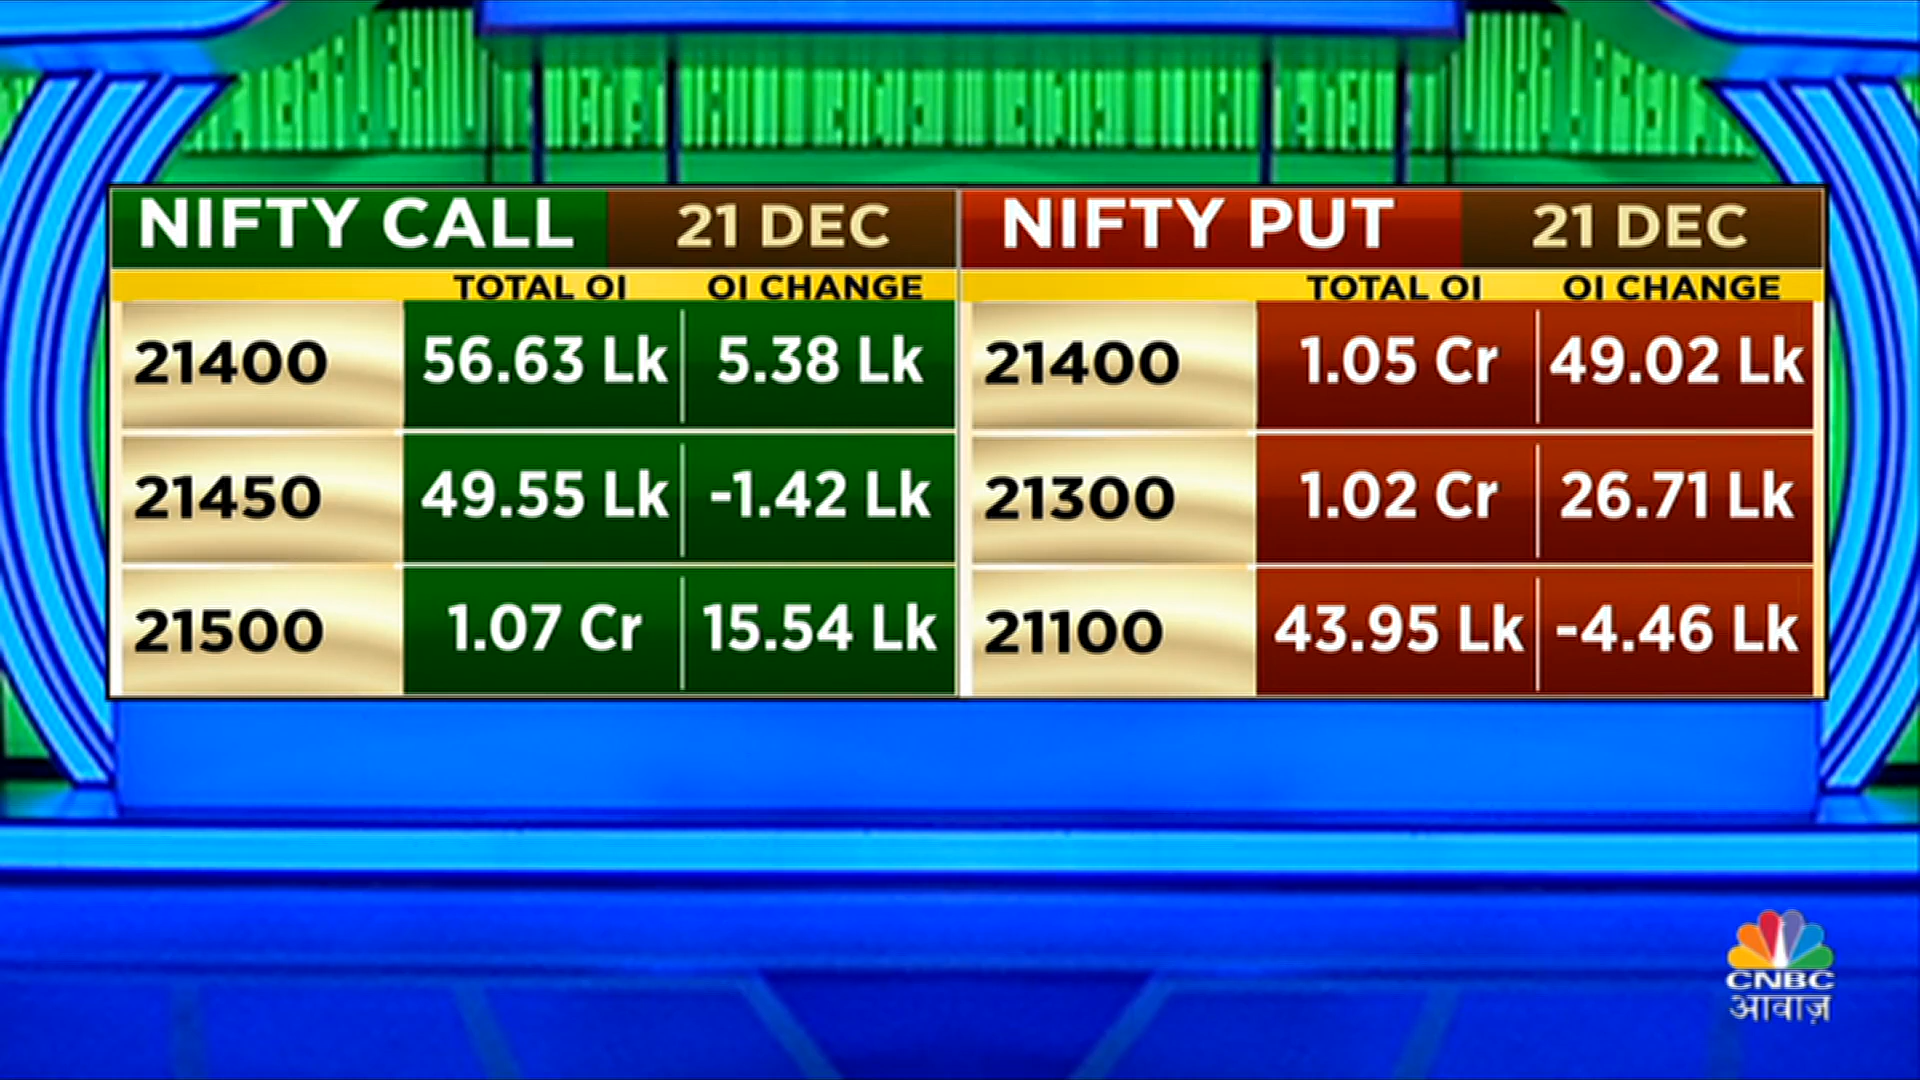 NIFTY CALL 21 DEC NIFTY PUT 21 DEC
TOTAL OI OI CHANGE TOTAL OI OI CHANGE
21400 56.63 Lk 5.38 Lk 21400 1.05 Cr 49.02 Lk
21450 49.55 Lk -1.42 Lk 21300 1.02 Cr 26.71 Lk
21500 1.07 Cr 15.54 Lk 21100 43.95 Lk -4.46 Lk
CNBC
आवाज़